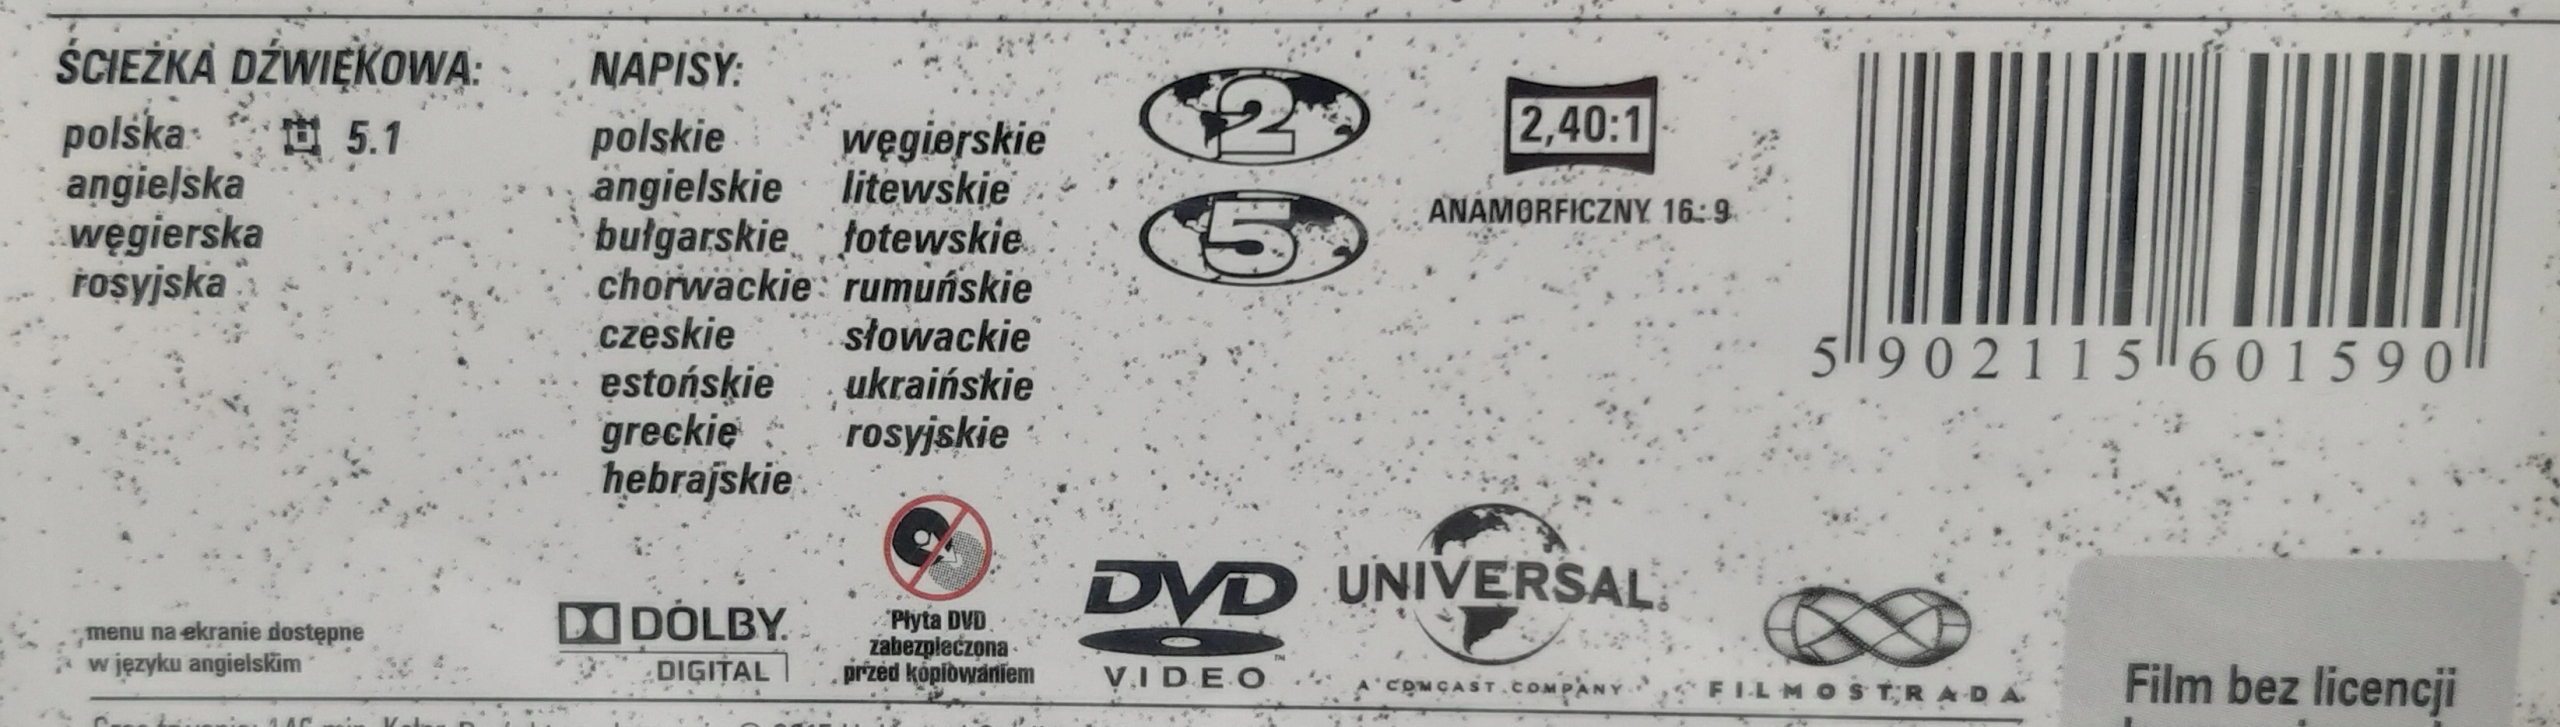 ŚCIEŻKA DŹWIĘKOWA:
polska 5.1
angielska
węgierska
rosyjska
NAPISY:
polskie
angielskie
bułgarskie
chorwackie
czeskie
estońskie
greckie
hebrajskie
węgierskie
litewskie
łotewskie
rumuńskie
słowackie
ukraińskie
rosyjskie
2
5
2,40:1
ANAMORFICZNY 16:9
5 902115 601590
menu na ekranie dostępne
w języku angielskim
DOLBY
DIGITAL
Płyta DVD
zabezpieczona
przed kopiowaniem
DVD
VIDEO
UNIVERSAL
A COMCAST COMPANY
FILMOSTRADA
Film bez licencji